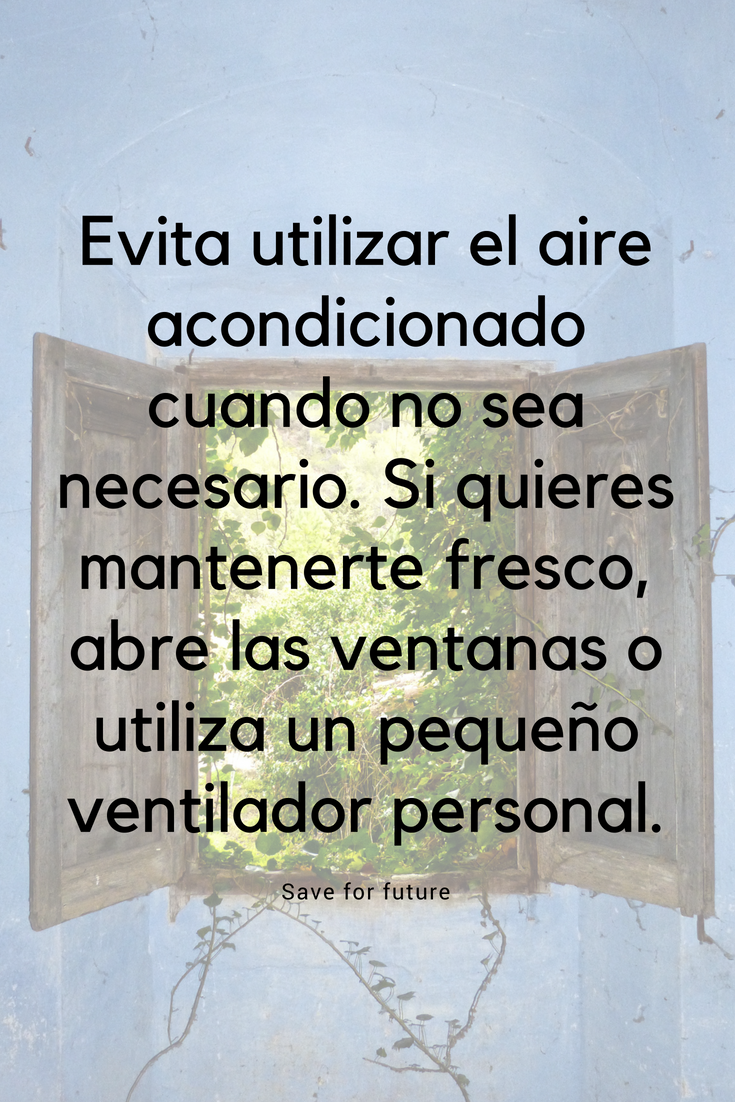 Evita utilizar el aire
acondicionado
cuando no sea
necesario. Si quieres
mantenerte fresco,
abre las ventanas o
utiliza un pequeño
ventilador personal.
Save for future